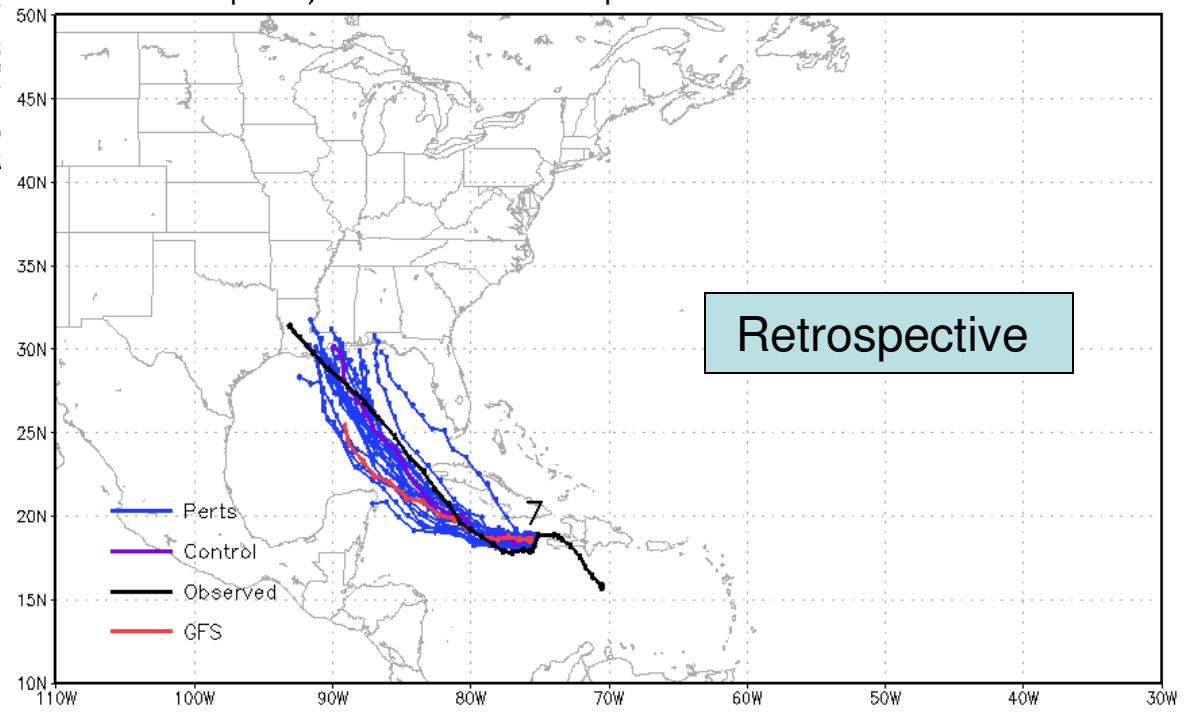 50N
45N
40N
35N
Retrospective
30N
25N
7
20N
Perts
Control
Observed
15N
GFS
10N
110W 100W 90W 80W 70W 60W 50W 40W 30W